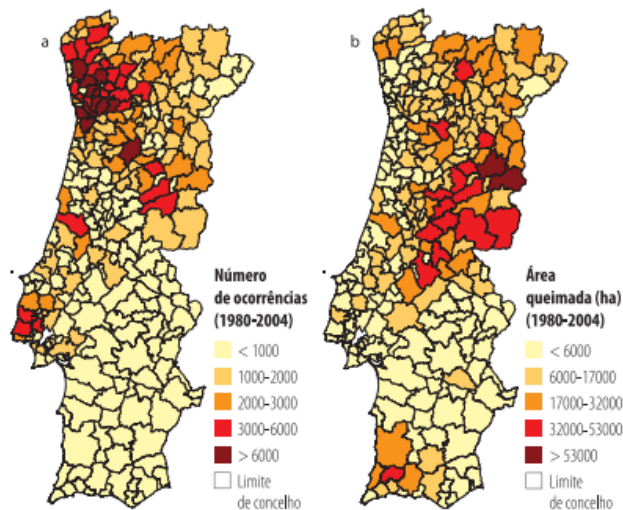 a
Número
de ocorrências
(1980-2004)
< 1000
1000-2000
2000-3000
3000-6000
> 6000
Limite
de concelho
b
Área
queimada (ha)
(1980-2004)
< 6000
6000-17000
17000-32000
32000-53000
> 53000
Limite
de concelho